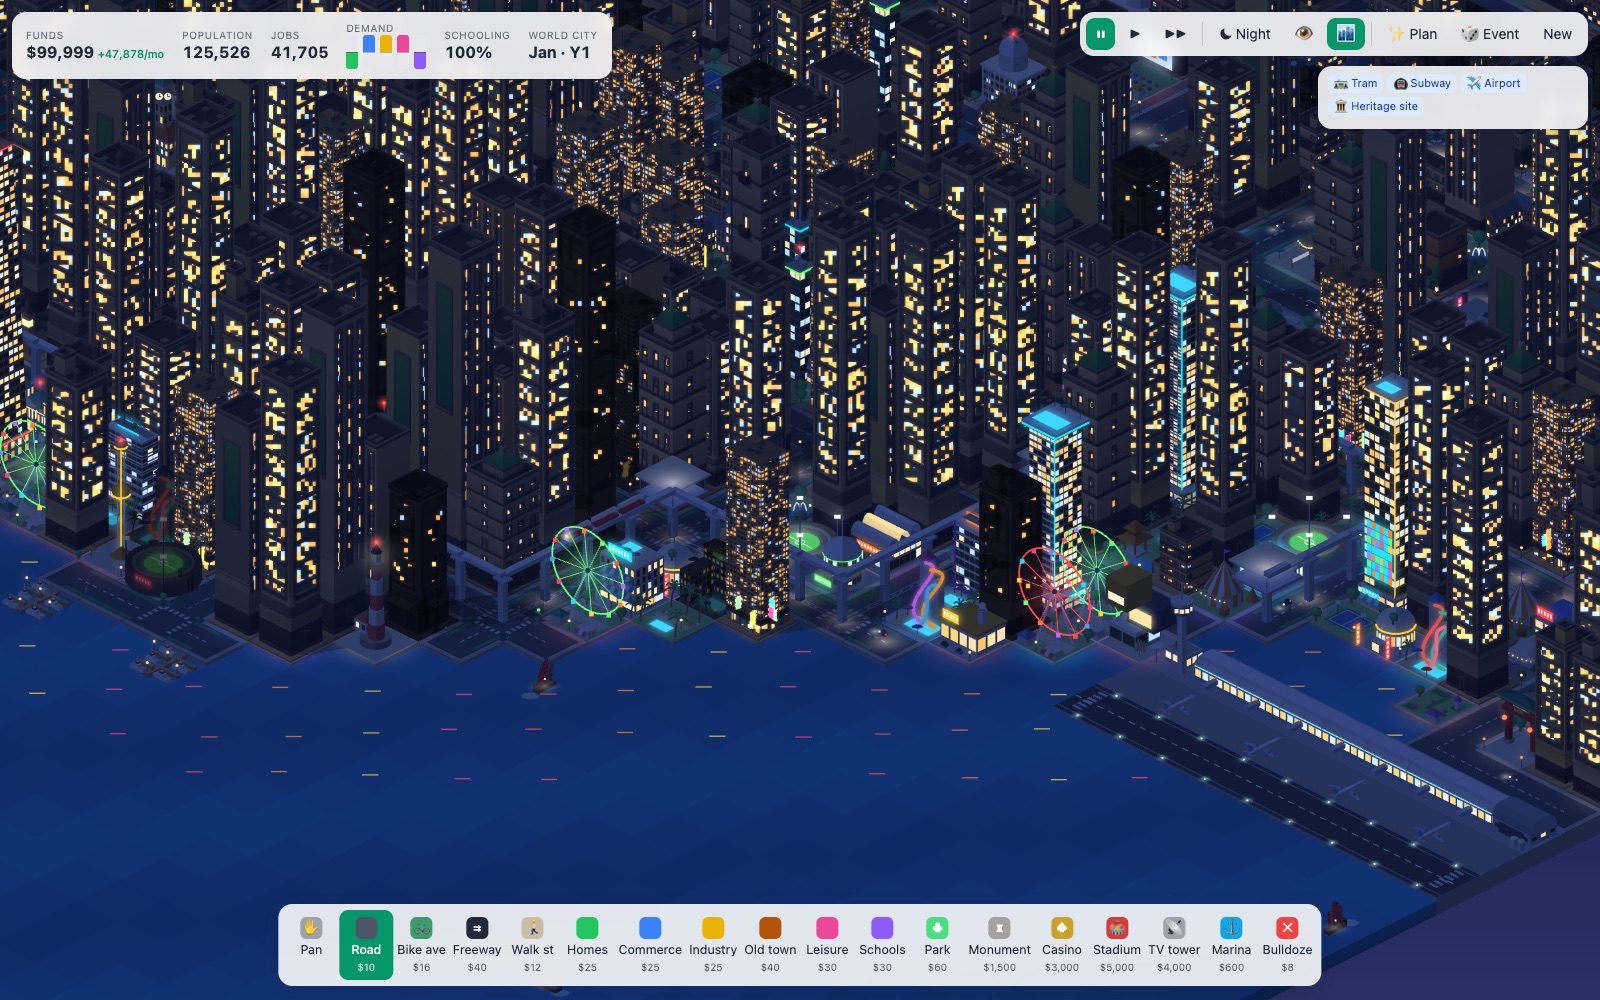 FUNDS
$99,999 +47,878/mo
POPULATION
125,526
JOBS
41,705
DEMAND
SCHOOLING
100%
WORLD CITY
Jan · Y1
Night
Plan
Event
New
Tram
Subway
Airport
Heritage site
Pan
Road
$10
Bike ave
$16
Freeway
$40
Walk st
$12
Homes
$25
Commerce
$25
Industry
$25
Old town
$40
Leisure
$30
Schools
$30
Park
$60
Monument
$1,500
Casino
$3,000
Stadium
$5,000
TV tower
$4,000
Marina
$600
Bulldoze
$8